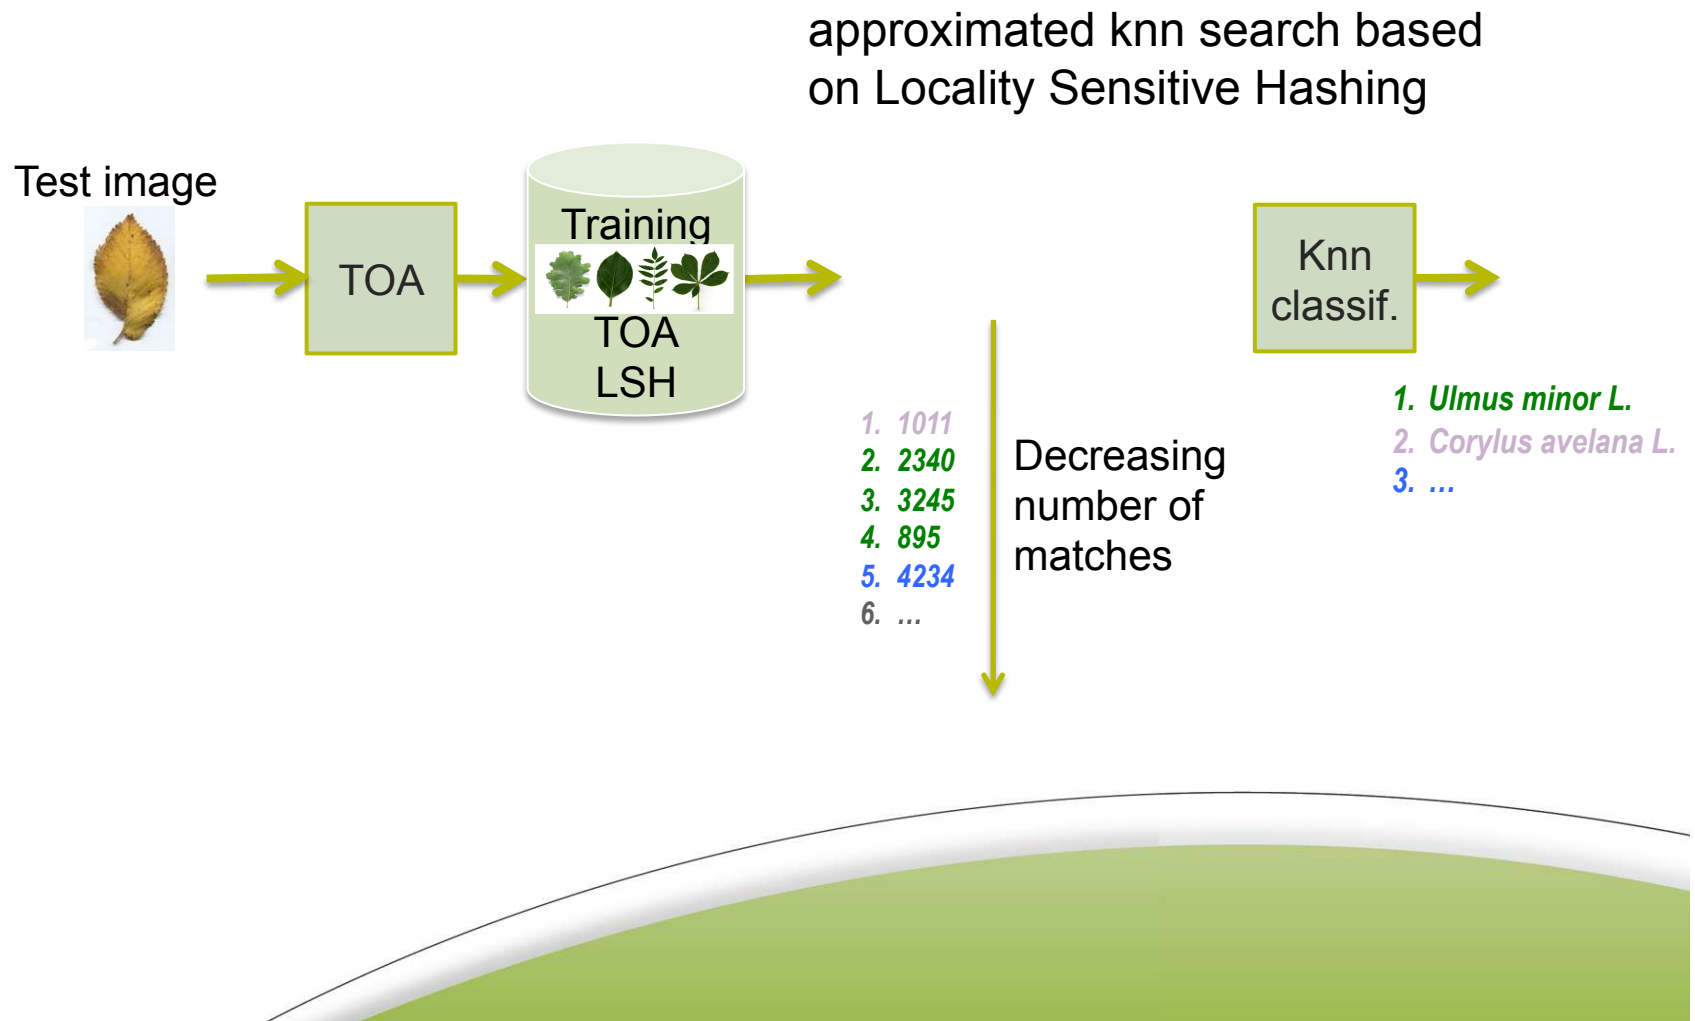 approximated knn search based
on Locality Sensitive Hashing
Test image
TOA
Training
TOA
LSH
Knn
classif.
1. 1011
2. 2340
3. 3245
4. 895
5. 4234
6. ...
Decreasing
number of
matches
1. Ulmus minor L.
2. Corylus avelana L.
3. ...